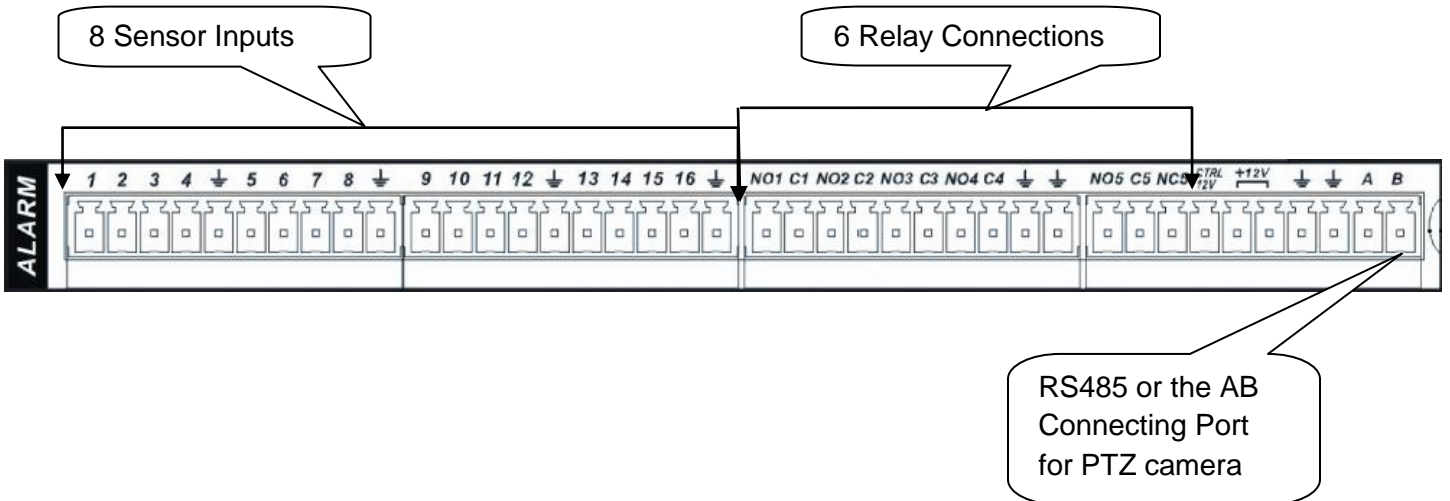 8 Sensor Inputs
6 Relay Connections
ALARM
1 2 3 4 ⏚ 5 6 7 8 ⏚ 9 10 11 12 ⏚ 13 14 15 16 ⏚ NO1 C1 NO2 C2 NO3 C3 NO4 C4 ⏚ ⏚ NO5 C5 NC5 CTRL 12V +12V ⏚ ⏚ A B
RS485 or the AB
Connecting Port
for PTZ camera